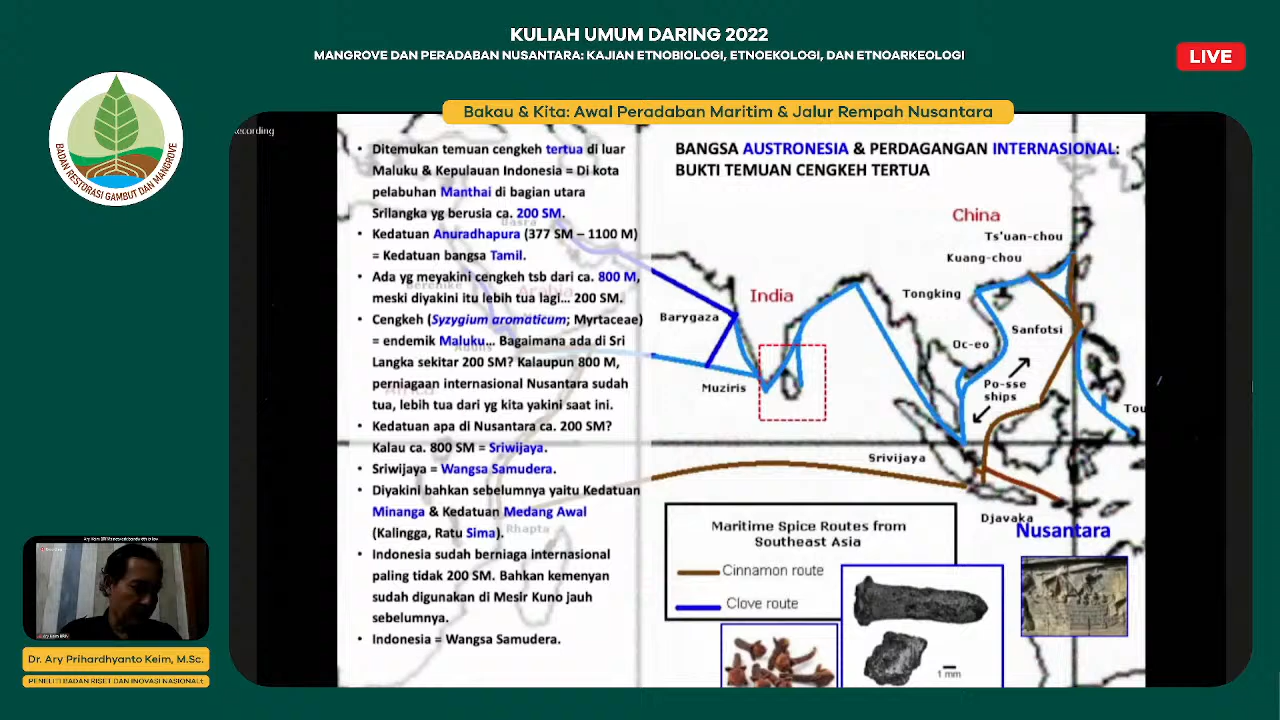 KULIAH UMUM DARING 2022
MANGROVE DAN PERADABAN NUSANTARA: KAJIAN ETNOBIOLOGI, ETNOEKOLOGI, DAN ETNOARKEOLOGI
LIVE
Bakau & Kita: Awal Peradaban Maritim & Jalur Rempah Nusantara
BADAN RESTORASI GAMBUT DAN MANGROVE
ecording
• Ditemukan temuan cengkeh tertua di luar
Maluku & Kepulauan Indonesia = Di kota
pelabuhan Manthai di bagian utara
Srilangka yg berusia ca. 200 SM.
• Kedatuan Anuradhapura (377 SM – 1100 M)
= Kedatuan bangsa Tamil.
• Ada yg meyakini cengkeh tsb dari ca. 800 M,
meski diyakini itu lebih tua lagi… 200 SM.
• Cengkeh (Syzygium aromaticum; Myrtaceae)
= endemik Maluku… Bagaimana ada di Sri
Langka sekitar 200 SM? Kalaupun 800 M,
perniagaan internasional Nusantara sudah
tua, lebih tua dari yg kita yakini saat ini.
• Kedatuan apa di Nusantara ca. 200 SM?
Kalau ca. 800 SM = Sriwijaya.
• Sriwijaya = Wangsa Samudera.
• Diyakini bahkan sebelumnya yaitu Kedatuan
Minanga & Kedatuan Medang Awal
(Kalingga, Ratu Sima).
• Indonesia sudah berniaga internasional
paling tidak 200 SM. Bahkan kemenyan
sudah digunakan di Mesir Kuno jauh
sebelumnya.
• Indonesia = Wangsa Samudera.
Basra
Arabia
Berenike
Adulis
Africa
Rhapta
BANGSA AUSTRONESIA & PERDAGANGAN INTERNASIONAL:
BUKTI TEMUAN CENGKEH TERTUA
China
Ts'uan-chou
Kuang-chou
India
Tongking
Barygaza
Sanfotsi
Oc-eo
Muziris
Po-sse
ships
Tou
Srivijaya
Djavaka
Nusantara
Maritime Spice Routes from
Southeast Asia
Cinnamon route
Clove route
1 mm
Dr. Ary Prihardhyanto Keim, M.Sc.
PENELITI BADAN RISET DAN INOVASI NASIONAL